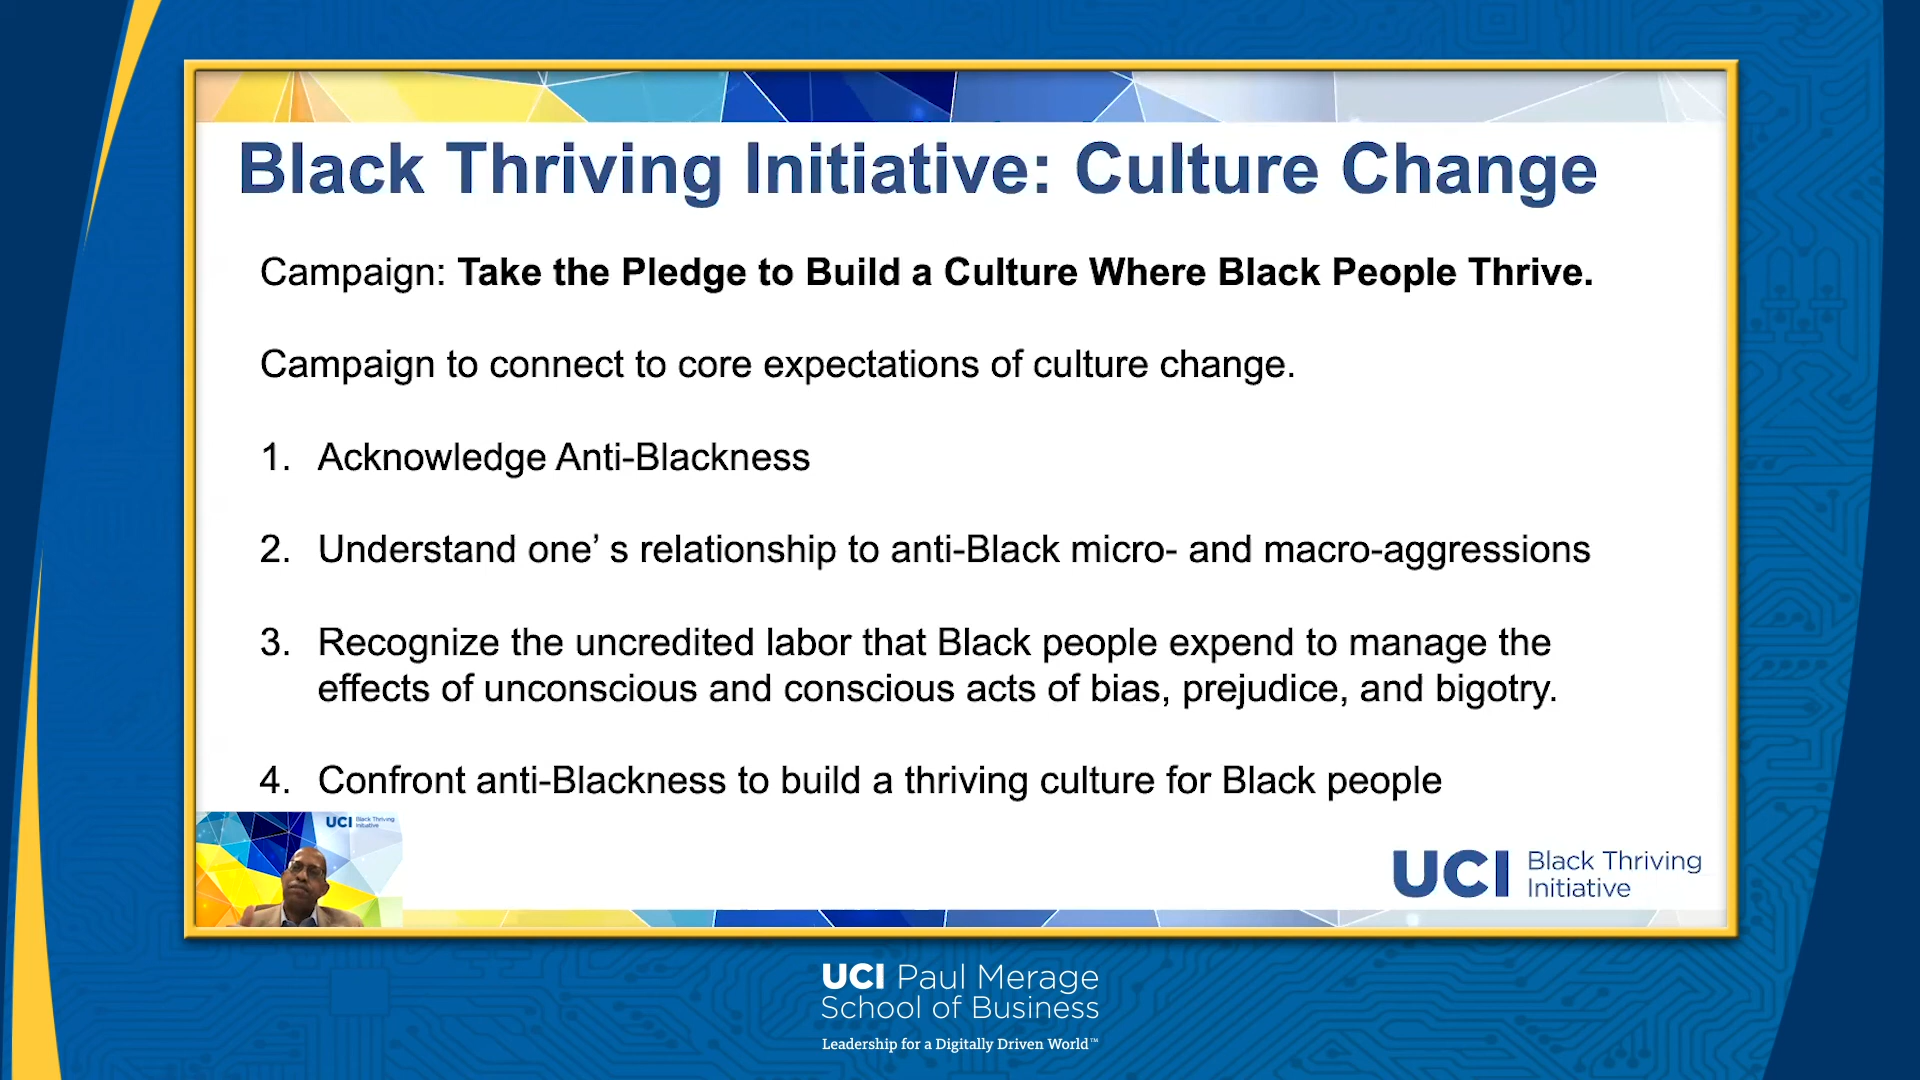 Black Thriving Initiative: Culture Change
Campaign: Take the Pledge to Build a Culture Where Black People Thrive.
Campaign to connect to core expectations of culture change.
1. Acknowledge Anti-Blackness
2. Understand one’ s relationship to anti-Black micro- and macro-aggressions
3. Recognize the uncredited labor that Black people expend to manage the
effects of unconscious and conscious acts of bias, prejudice, and bigotry.
4. Confront anti-Blackness to build a thriving culture for Black people
UCI Black Thriving
Initiative
UCI Black Thriving
Initiative
UCI Paul Merage
School of Business
Leadership for a Digitally Driven World™